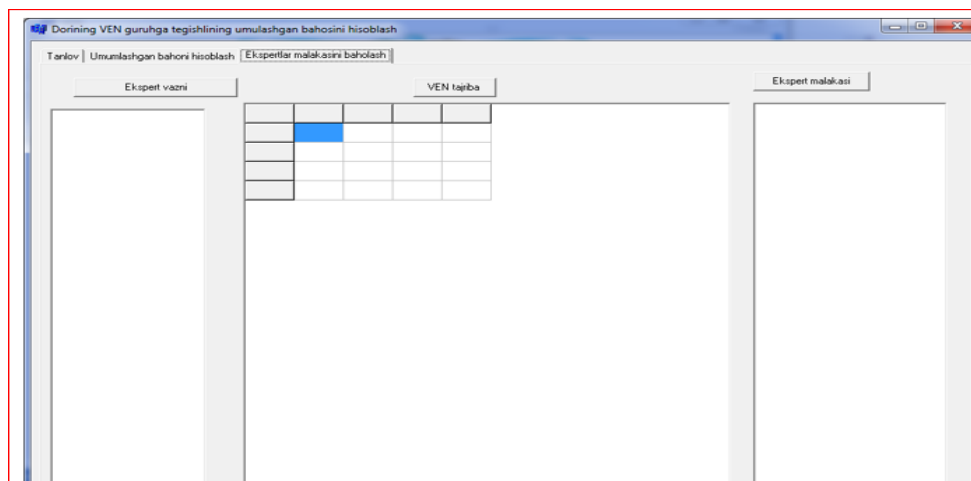 Dorining VEN guruhga tegishlining umulashgan bahosini hisoblash
Tanlov Umumlashgan bahoni hisoblash Ekspertlar malakasini baholash
Ekspert vazni
VEN tajriba
Ekspert malakasi